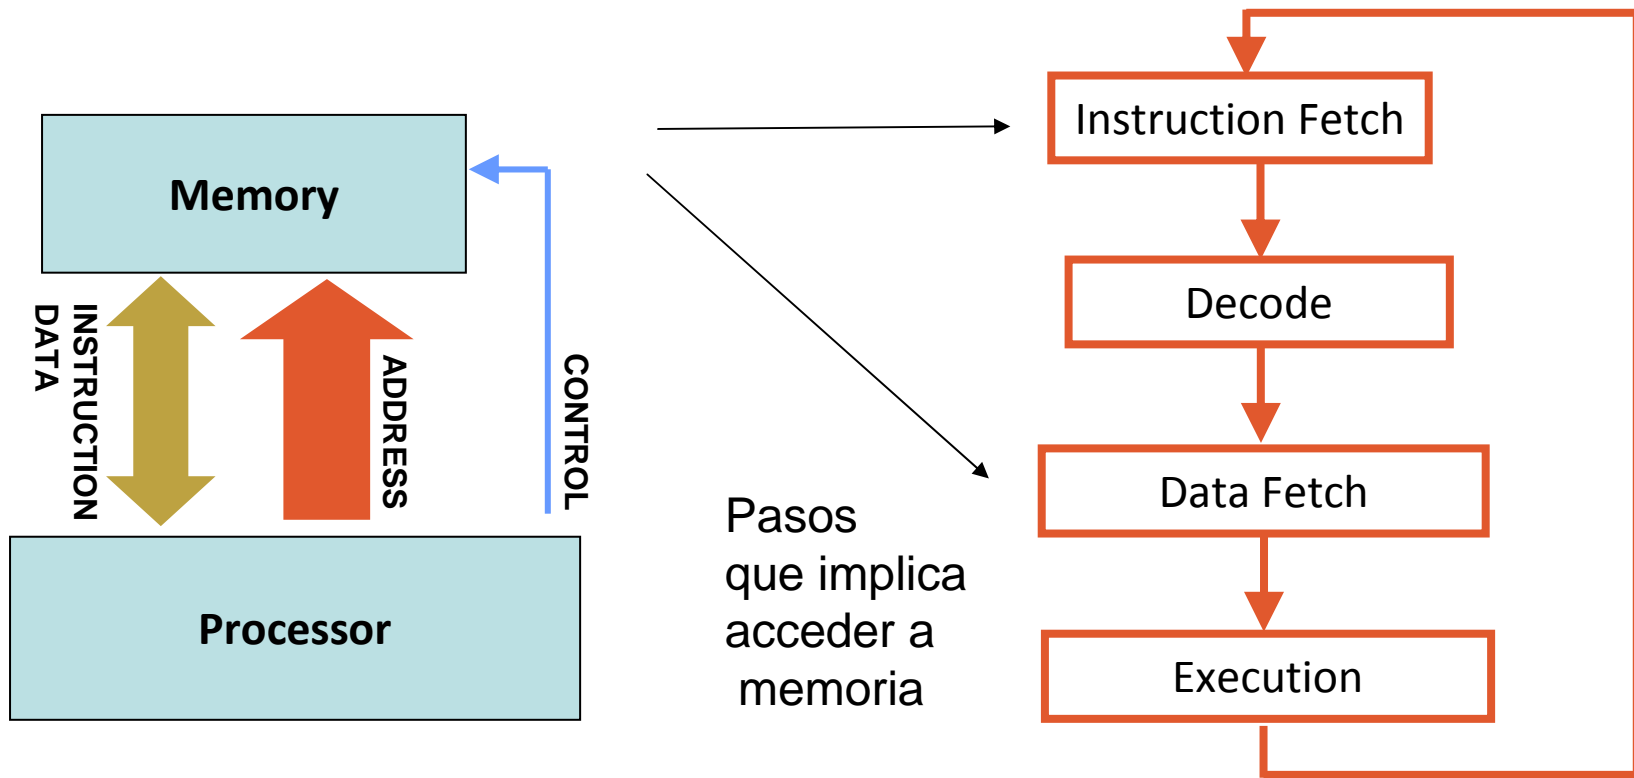 Memory
INSTRUCTION
DATA
ADDRESS
CONTROL
Processor
Pasos
que implica
acceder a
memoria
Instruction Fetch
Decode
Data Fetch
Execution